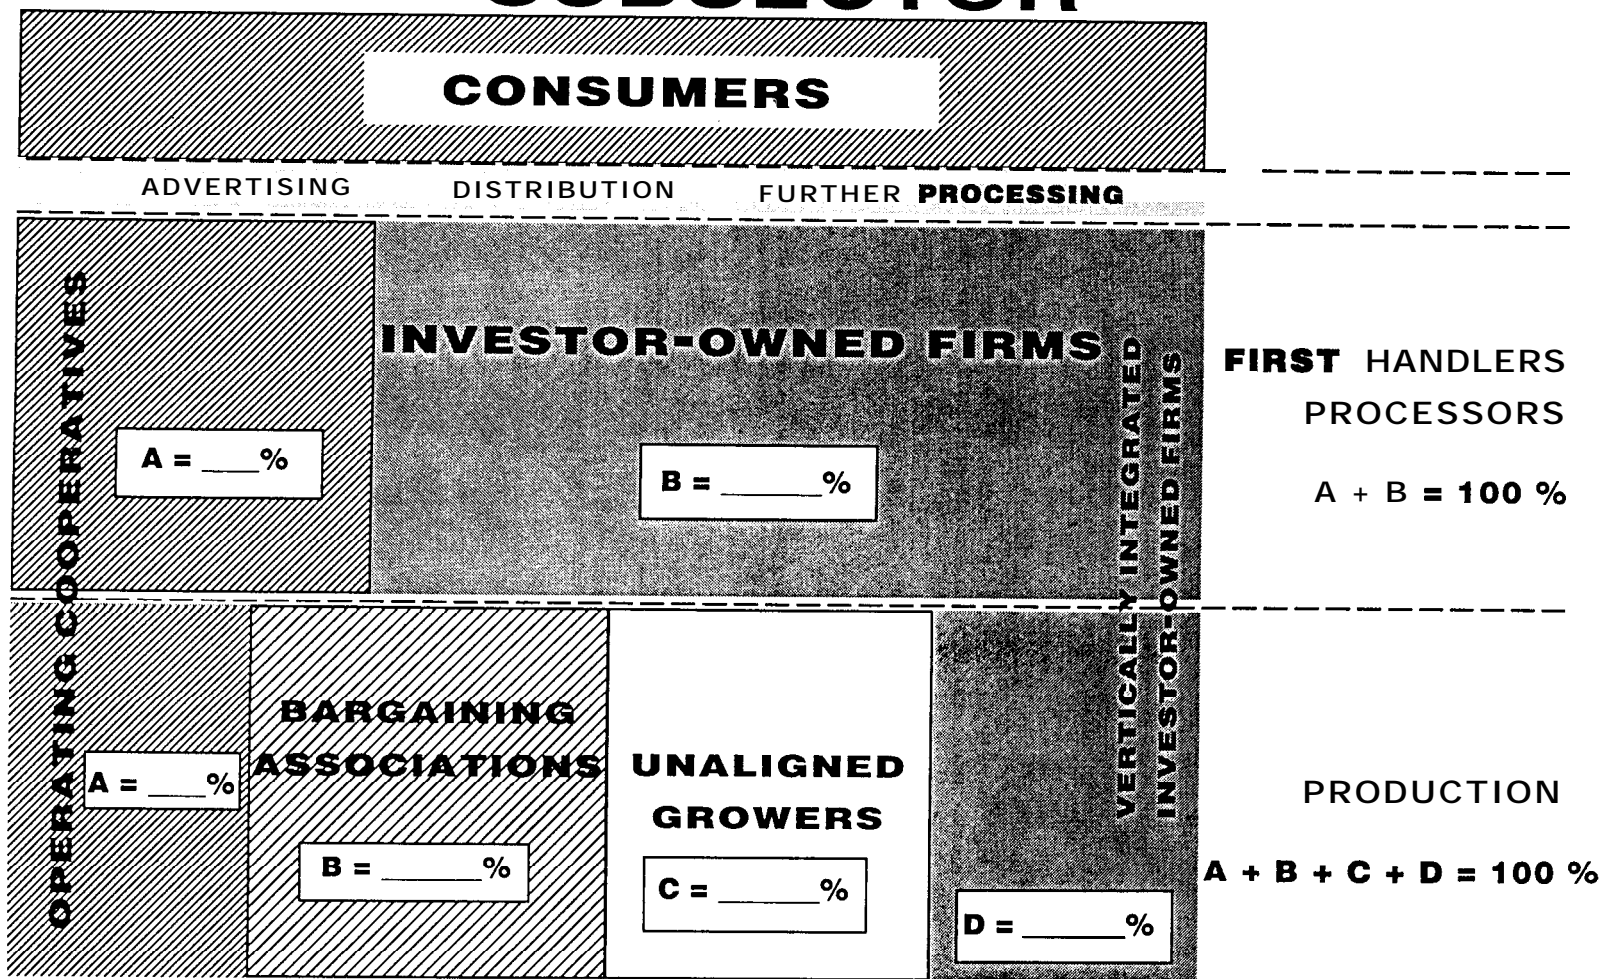 SUBSECTOR
CONSUMERS
ADVERTISING DISTRIBUTION FURTHER PROCESSING
OPERATING COOPERATIVES
INVESTOR-OWNED FIRMS
VERTICALLY INTEGRATED
INVESTOR-OWNED FIRMS
FIRST HANDLERS
PROCESSORS
A = ___%
B = ______%
A + B = 100 %
BARGAINING
ASSOCIATIONS
UNALIGNED
GROWERS
PRODUCTION
A = ___%
B = ______%
C = ______%
D = ______%
A + B + C + D = 100 %